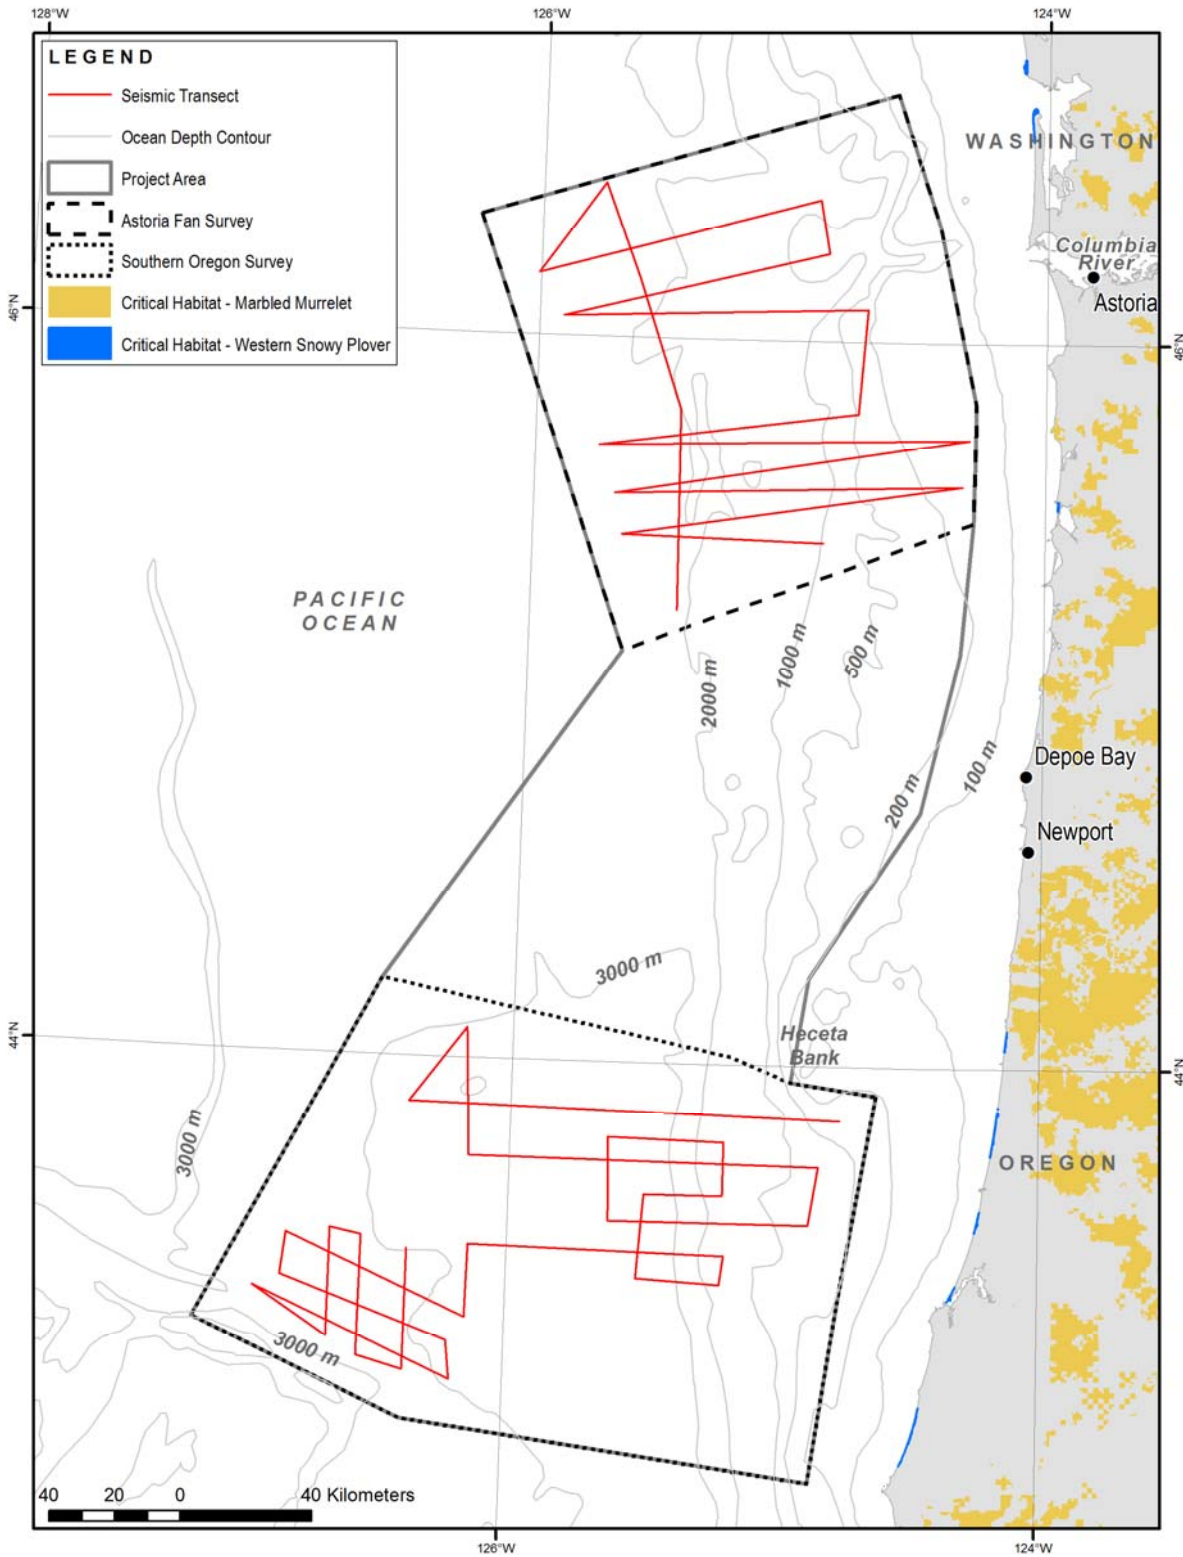 128°W
126°W
124°W
LEGEND
Seismic Transect
Ocean Depth Contour
Project Area
Astoria Fan Survey
Southern Oregon Survey
Critical Habitat - Marbled Murrelet
Critical Habitat - Western Snowy Plover
WASHINGTON
Columbia
River
Astoria
46°N
46°N
PACIFIC
OCEAN
2000 m
1000 m
500 m
200 m
100 m
Depoe Bay
Newport
3000 m
Heceta
Bank
44°N
44°N
3000 m
OREGON
3000 m
40 20 0 40 Kilometers
126°W
124°W